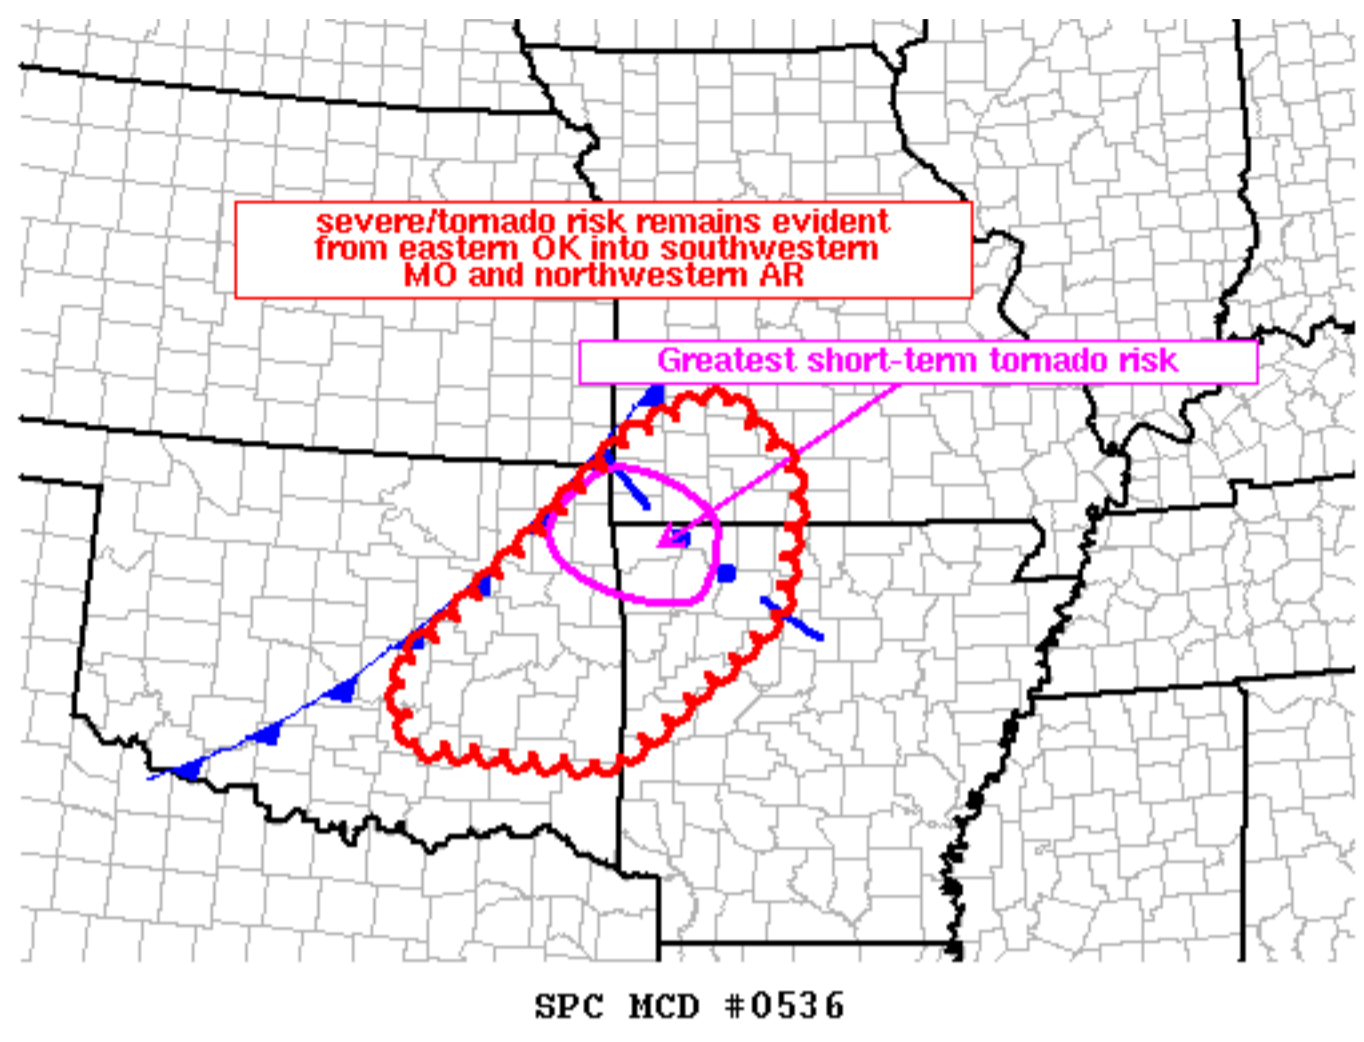 severe/tornado risk remains evident
from eastern OK into southwestern
MO and northwestern AR
Greatest short-term tornado risk
SPC MCD #0536